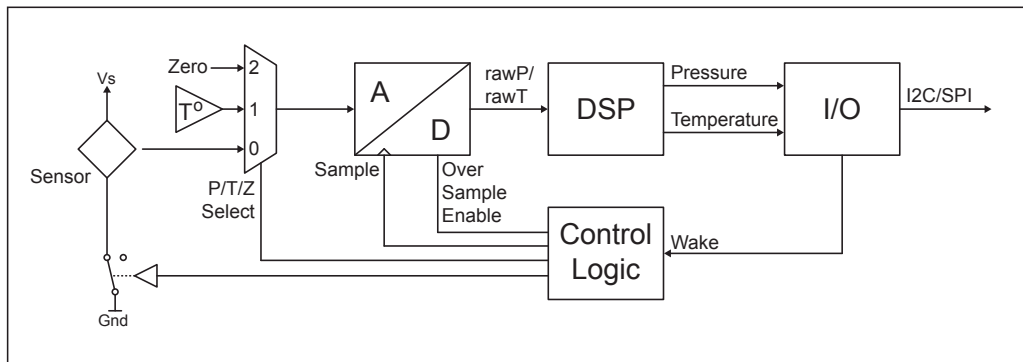 Vs
Sensor
Gnd
Zero
T°
2
1
0
P/T/Z
Select
A
D
Sample
Over
Sample
Enable
rawP/
rawT
DSP
Pressure
Temperature
I/O
I2C/SPI
Control
Logic
Wake